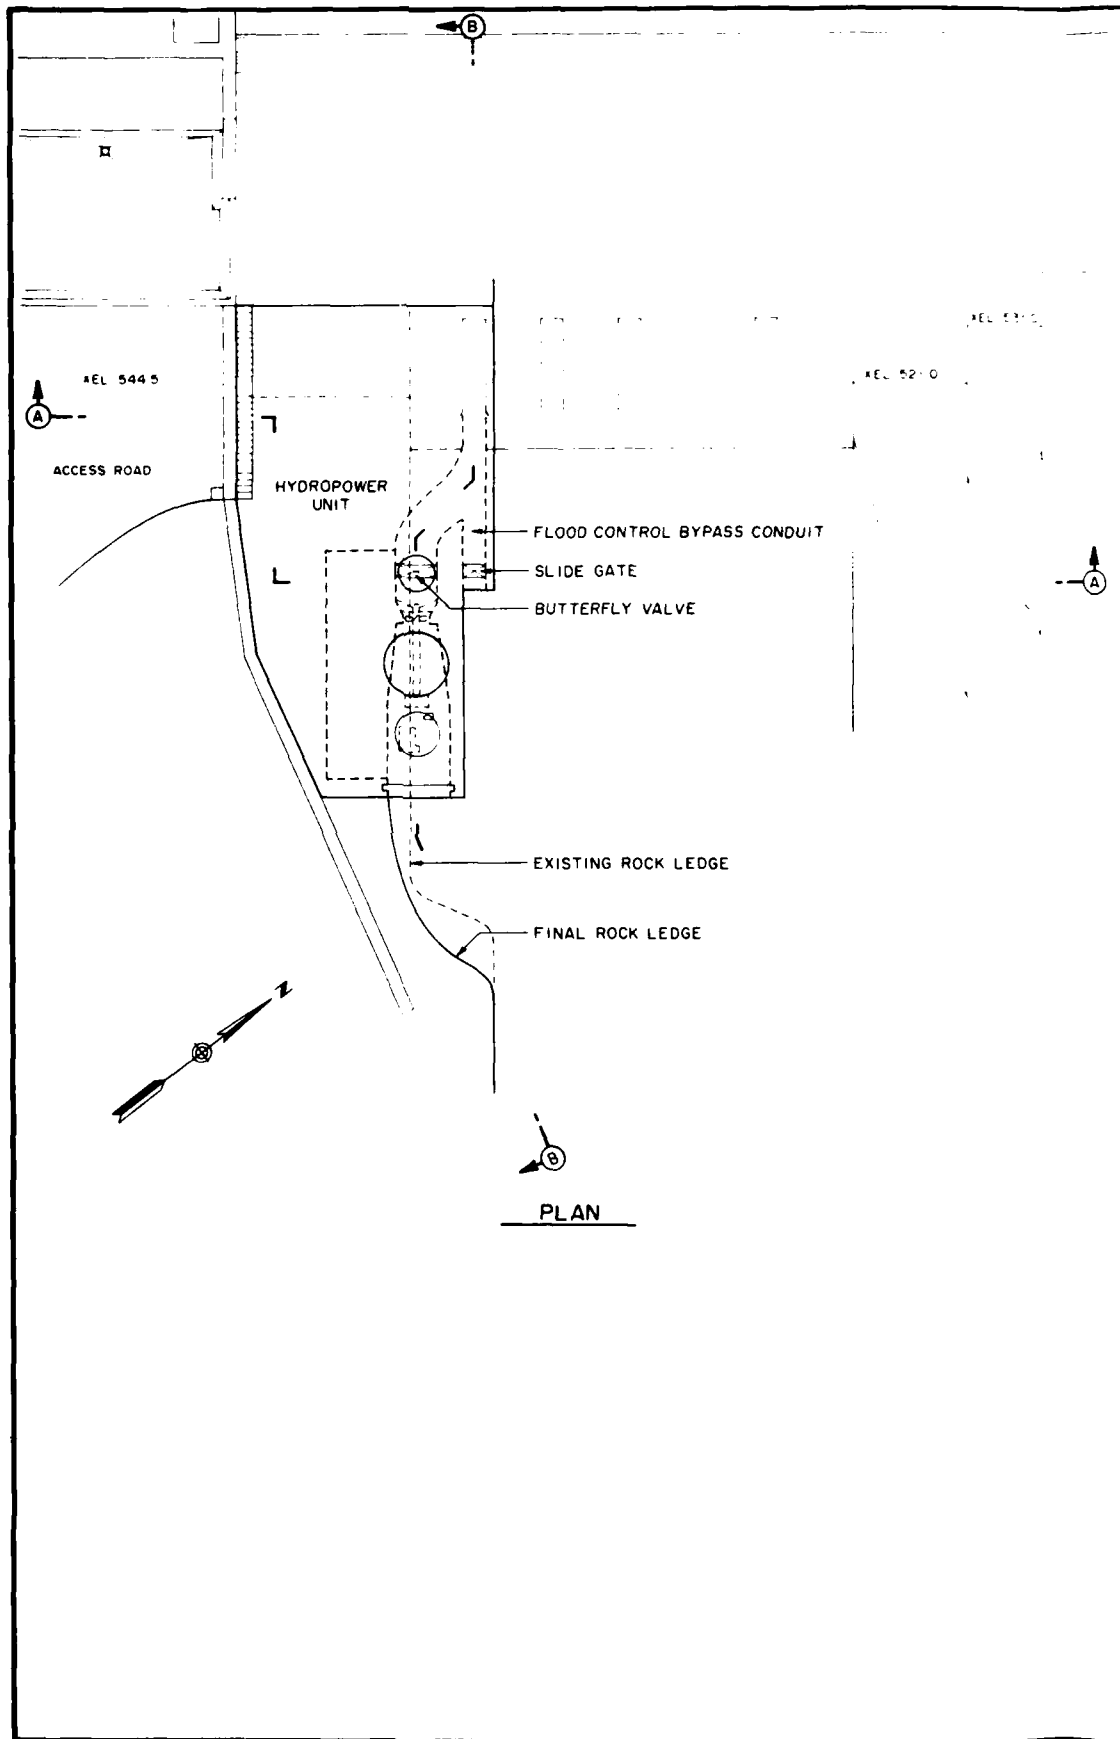 B
EL 544.5
A
ACCESS ROAD
HYDROPOWER
UNIT
FLOOD CONTROL BYPASS CONDUIT
SLIDE GATE
A
BUTTERFLY VALVE
EXISTING ROCK LEDGE
FINAL ROCK LEDGE
N
B
PLAN